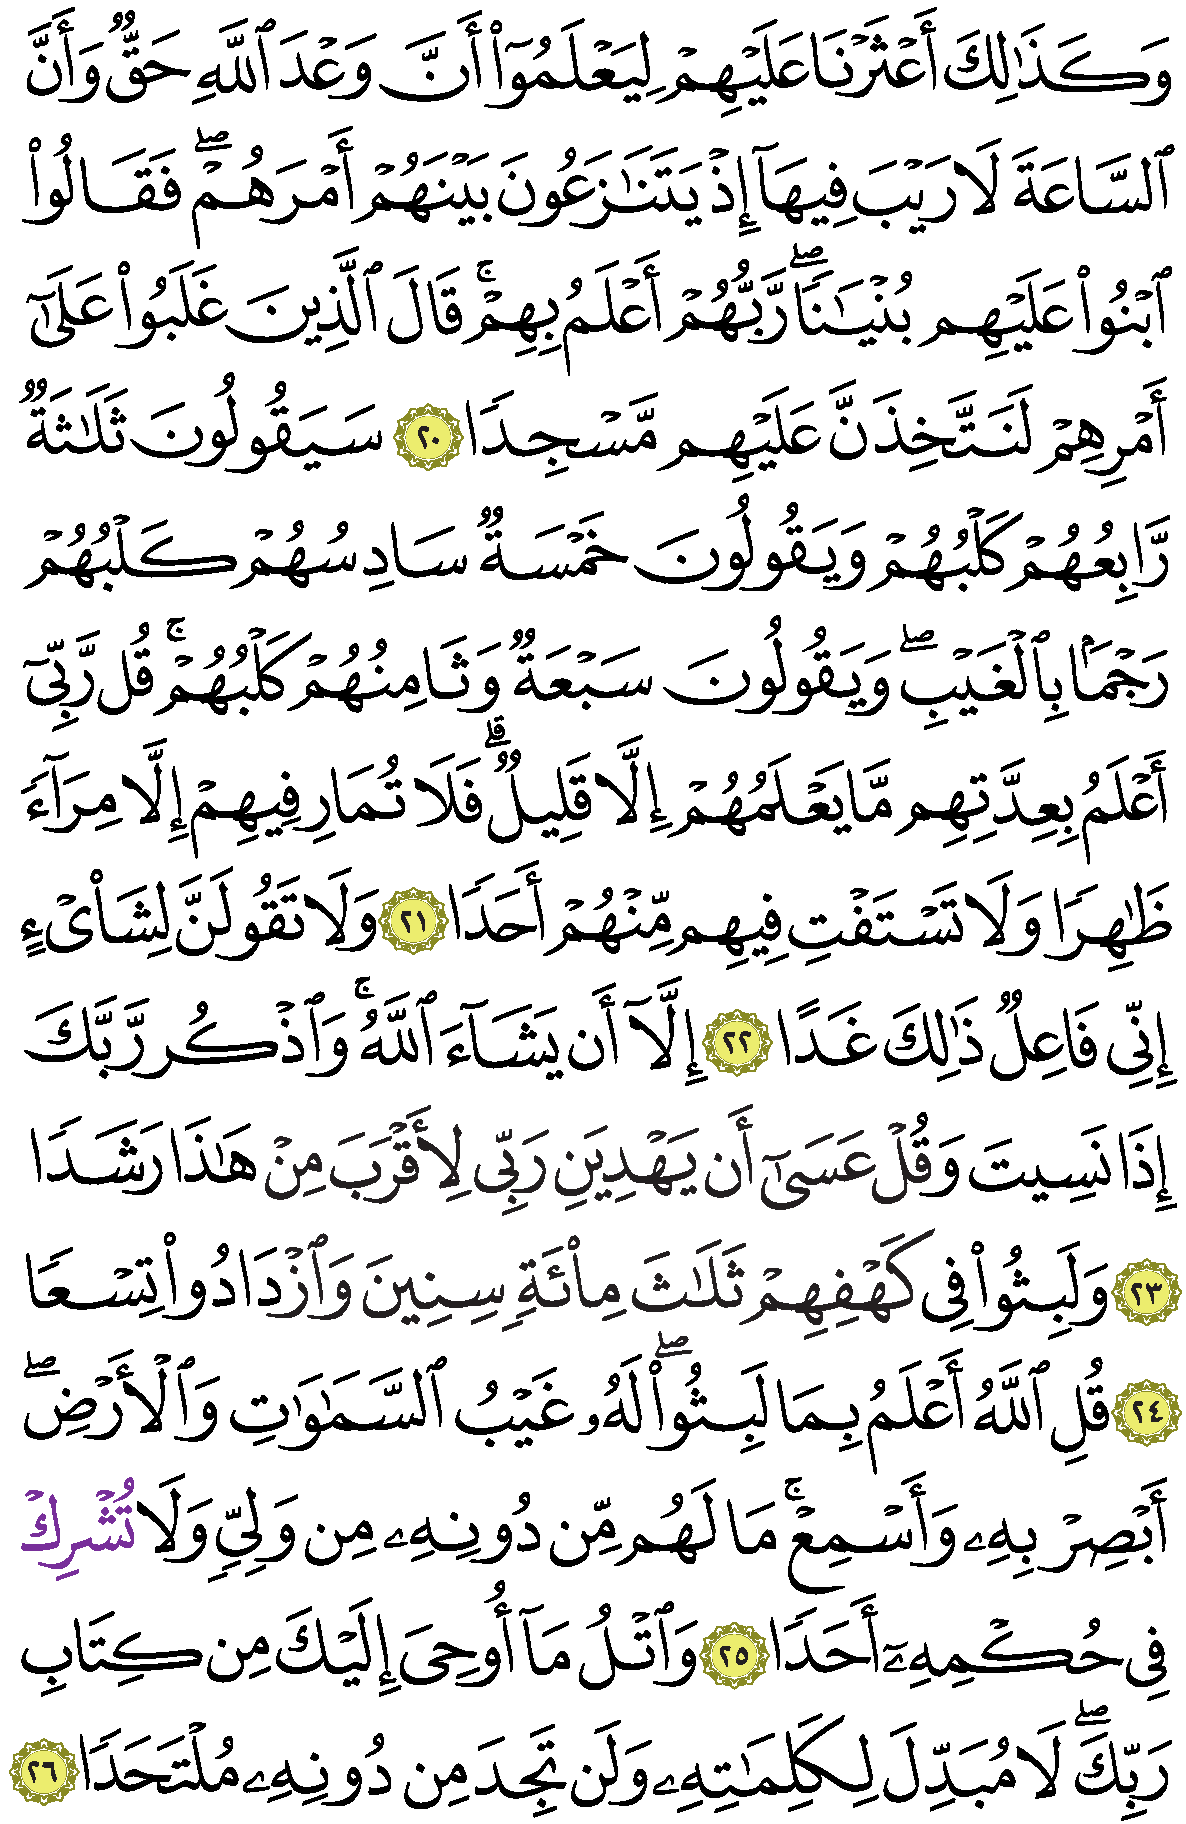 وَكَذَٰلِكَ أَعْثَرْنَا عَلَيْهِمْ لِيَعْلَمُوٓا۟ أَنَّ وَعْدَ ٱللَّهِ حَقٌّ وَأَنَّ
ٱلسَّاعَةَ لَا رَيْبَ فِيهَآ إِذْ يَتَنَٰزَعُونَ بَيْنَهُمْ أَمْرَهُمْ ۖ فَقَالُوا۟
ٱبْنُوا۟ عَلَيْهِم بُنْيَٰنًا ۖ رَّبُّهُمْ أَعْلَمُ بِهِمْ ۚ قَالَ ٱلَّذِينَ غَلَبُوا۟ عَلَىٰٓ
أَمْرِهِمْ لَنَتَّخِذَنَّ عَلَيْهِم مَّسْجِدًا ٢٠ سَيَقُولُونَ ثَلَٰثَةٌ
رَّابِعُهُمْ كَلْبُهُمْ وَيَقُولُونَ خَمْسَةٌ سَادِسُهُمْ كَلْبُهُمْ
رَجْمًۢا بِٱلْغَيْبِ ۖ وَيَقُولُونَ سَبْعَةٌ وَثَامِنُهُمْ كَلْبُهُمْ ۚ قُل رَّبِّىٓ
أَعْلَمُ بِعِدَّتِهِم مَّا يَعْلَمُهُمْ إِلَّا قَلِيلٌ ۗ فَلَا تُمَارِ فِيهِمْ إِلَّا مِرَآءً
ظَٰهِرًا وَلَا تَسْتَفْتِ فِيهِم مِّنْهُمْ أَحَدًا ٢١ وَلَا تَقُولَنَّ لِشَا۟ىْءٍ
إِنِّى فَاعِلٌ ذَٰلِكَ غَدًا ٢٢ إِلَّآ أَن يَشَآءَ ٱللَّهُ ۚ وَٱذْكُر رَّبَّكَ
إِذَا نَسِيتَ وَقُلْ عَسَىٰٓ أَن يَهْدِيَنِ رَبِّى لِأَقْرَبَ مِنْ هَٰذَا رَشَدًا
٢٣ وَلَبِثُوا۟ فِى كَهْفِهِمْ ثَلَٰثَ مِا۟ئَةٍ سِنِينَ وَٱزْدَادُوا۟ تِسْعًا
٢٤ قُلِ ٱللَّهُ أَعْلَمُ بِمَا لَبِثُوا۟ ۖ لَهُۥ غَيْبُ ٱلسَّمَٰوَٰتِ وَٱلْأَرْضِ ۖ
أَبْصِرْ بِهِۦ وَأَسْمِعْ ۚ مَا لَهُم مِّن دُونِهِۦ مِن وَلِىٍّ وَلَا تُشْرِكْ
فِى حُكْمِهِۦٓ أَحَدًا ٢٥ وَٱتْلُ مَآ أُوحِىَ إِلَيْكَ مِن كِتَابِ
رَبِّكَ ۖ لَا مُبَدِّلَ لِكَلِمَٰتِهِۦ وَلَن تَجِدَ مِن دُونِهِۦ مُلْتَحَدًا ٢٦